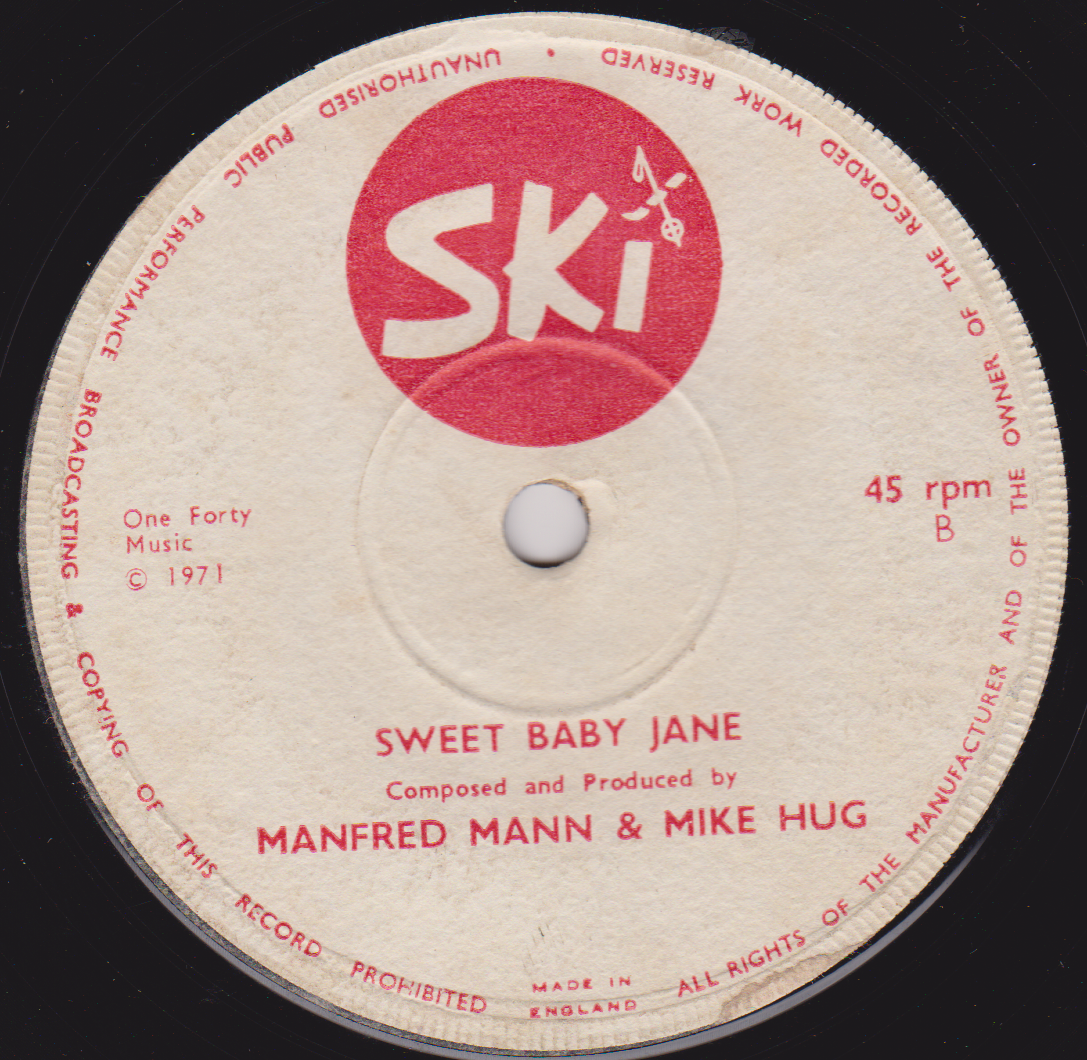 SKi
45 rpm
B
One Forty
Music
© 1971
SWEET BABY JANE
Composed and Produced by
MANFRED MANN & MIKE HUG
MADE IN
ENGLAND
ALL RIGHTS OF THE MANUFACTURER AND OF THE OWNER OF THE RECORDED WORK RESERVED • UNAUTHORISED PUBLIC PERFORMANCE BROADCASTING & COPYING OF THIS RECORD PROHIBITED